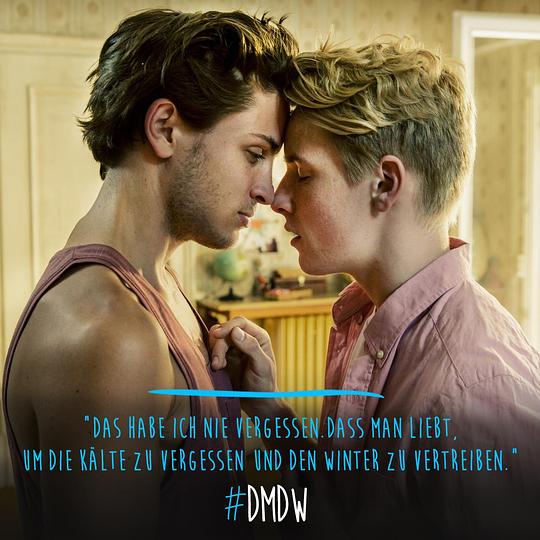 "DAS HABE ICH NIE VERGESSEN.DASS MAN LIEBT,
UM DIE KÄLTE ZU VERGESSEN UND DEN WINTER ZU VERTREIBEN."
#DMDW